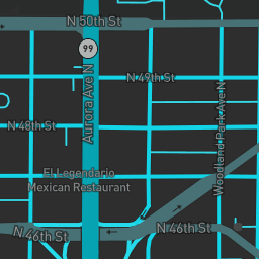 N 50th St
99
N 49th St
Aurora Ave N
Woodland Park Ave N
N 48th St
El Legendario
Mexican Restaurant
N 46th St
N 46th St